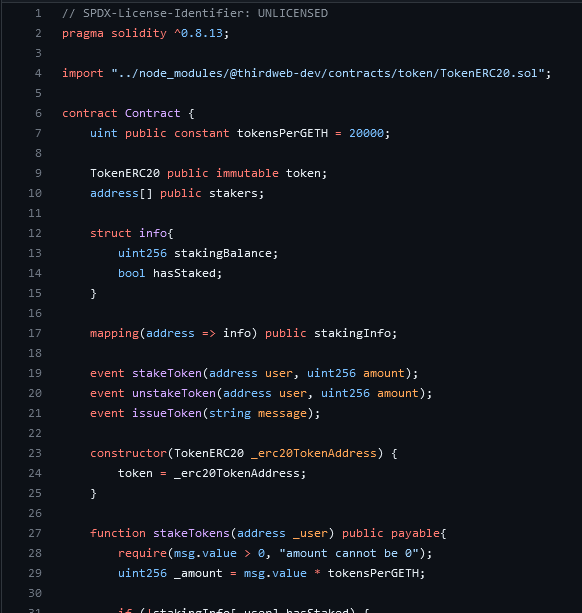 1 // SPDX-License-Identifier: UNLICENSED
2 pragma solidity ^0.8.13;
3
4 import "../node_modules/@thirdweb-dev/contracts/token/TokenERC20.sol";
5
6 contract Contract {
7 uint public constant tokensPerGETH = 20000;
8
9 TokenERC20 public immutable token;
10 address[] public stakers;
11
12 struct info{
13 uint256 stakingBalance;
14 bool hasStaked;
15 }
16
17 mapping(address => info) public stakingInfo;
18
19 event stakeToken(address user, uint256 amount);
20 event unstakeToken(address user, uint256 amount);
21 event issueToken(string message);
22
23 constructor(TokenERC20 _erc20TokenAddress) {
24 token = _erc20TokenAddress;
25 }
26
27 function stakeTokens(address _user) public payable{
28 require(msg.value > 0, "amount cannot be 0");
29 uint256 _amount = msg.value * tokensPerGETH;
30
31 if (!stakingInfo[_user].hasStaked) {